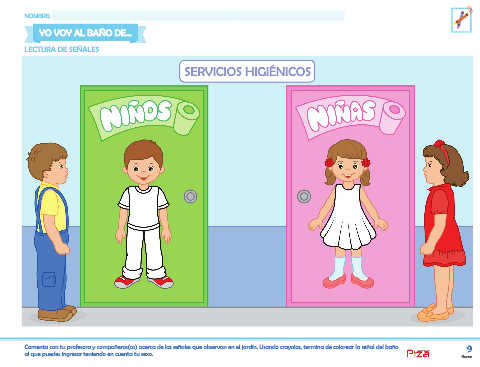 NOMBRE
YO VOY AL BAÑO DE...
LECTURA DE SEÑALES
SERVICIOS HIGIÉNICOS
NIÑOS
NIÑAS
Comenta con tu profesora y compañeros(as) acerca de las señales que observan en el jardín. Usando crayolas, termina de colorear la señal del baño
al que puedes ingresar teniendo en cuenta tu sexo.
9